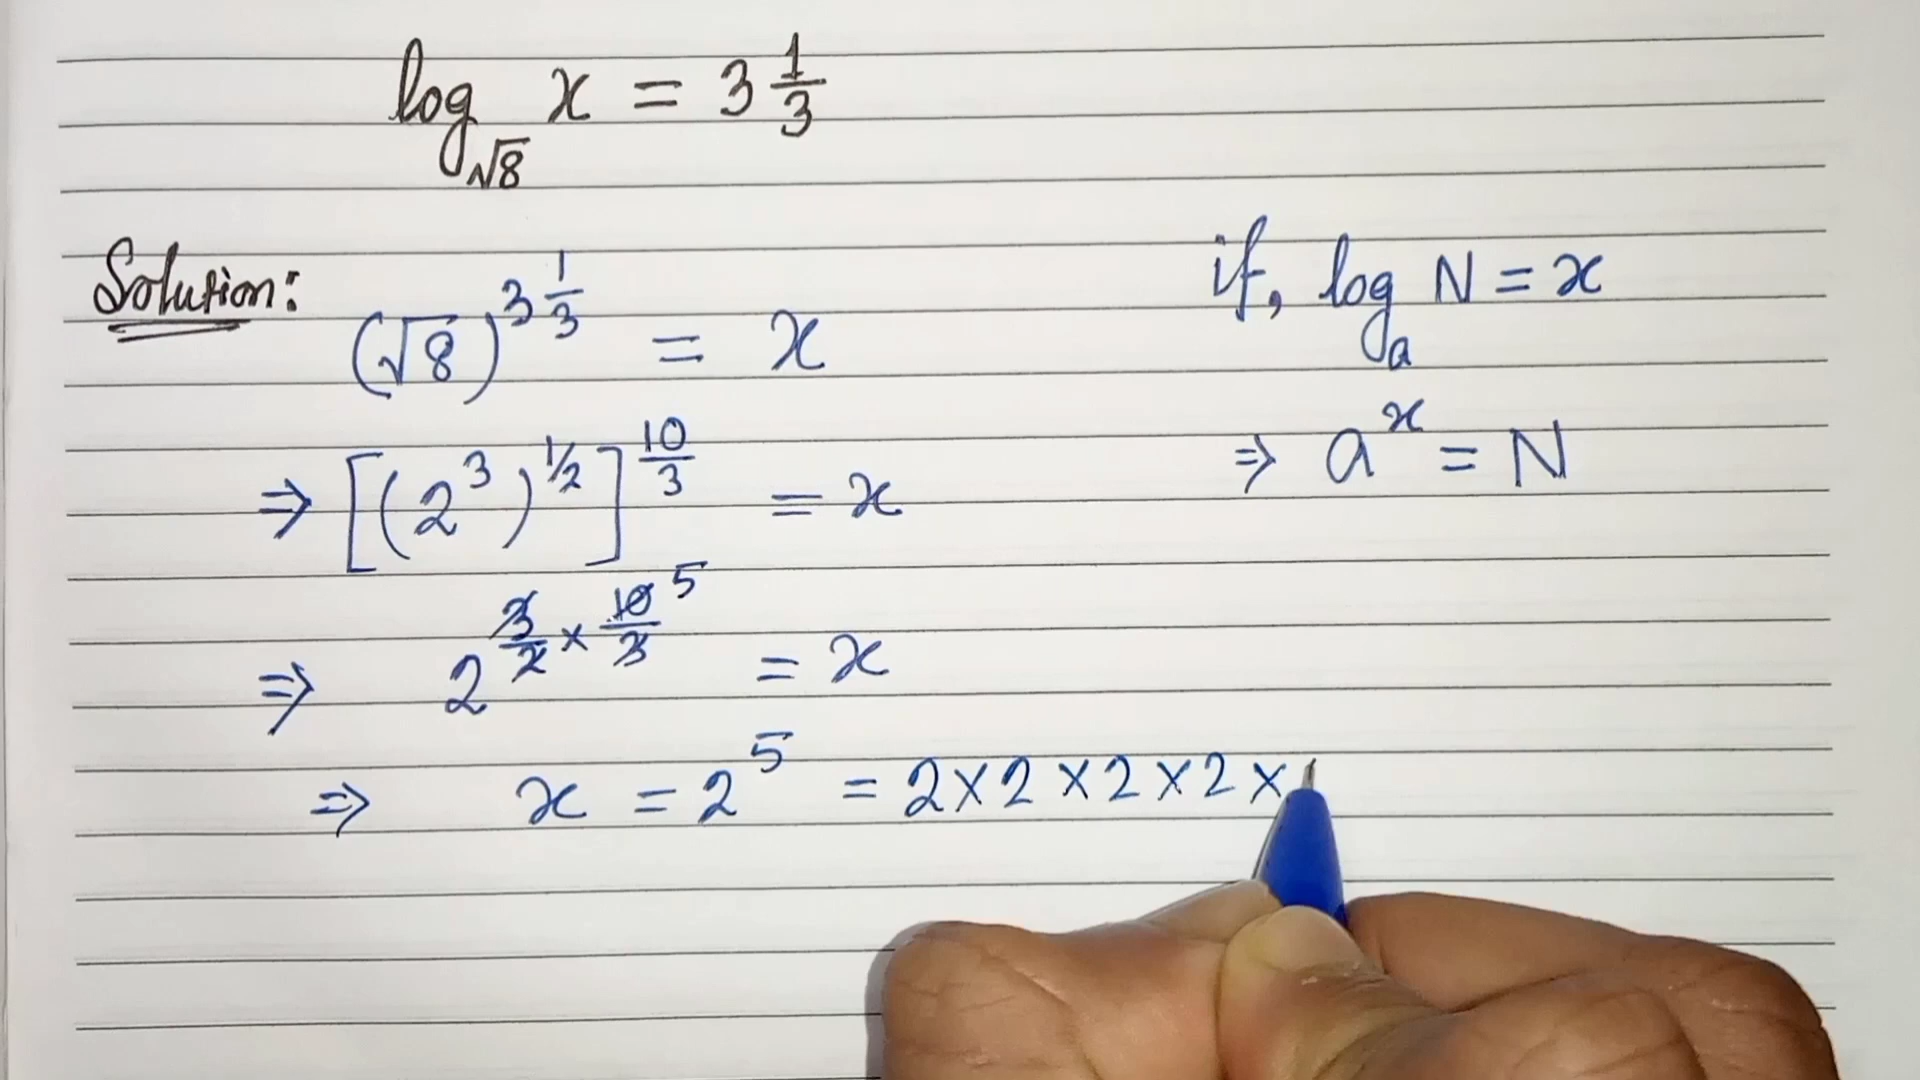 log_√8 x = 3 1/3
Solution:
(√8)^(3 1/3) = x
if, log_a N = x
⇒ [(2^3)^(1/2)]^(10/3) = x
⇒ a^x = N
⇒ 2^(3/2 × 10/3) 5 = x
⇒ x = 2^5 = 2 × 2 × 2 × 2 ×